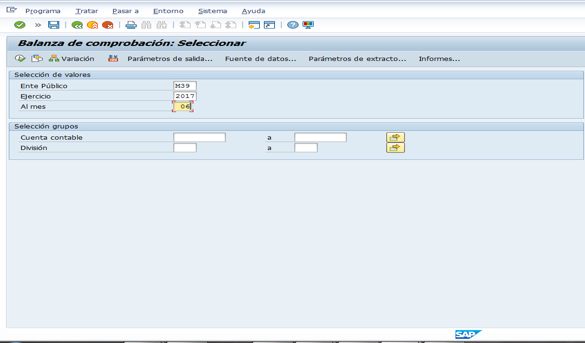 Programa Tratar Pasar a Entorno Sistema Ayuda
Balanza de comprobación: Seleccionar
Variación Parámetros de salida... Fuente de datos... Parámetros de extracto... Informes...
Selección de valores
Ente Público M39
Ejercicio 2017
Al mes 06
Selección grupos
Cuenta contable a
División a
SAP